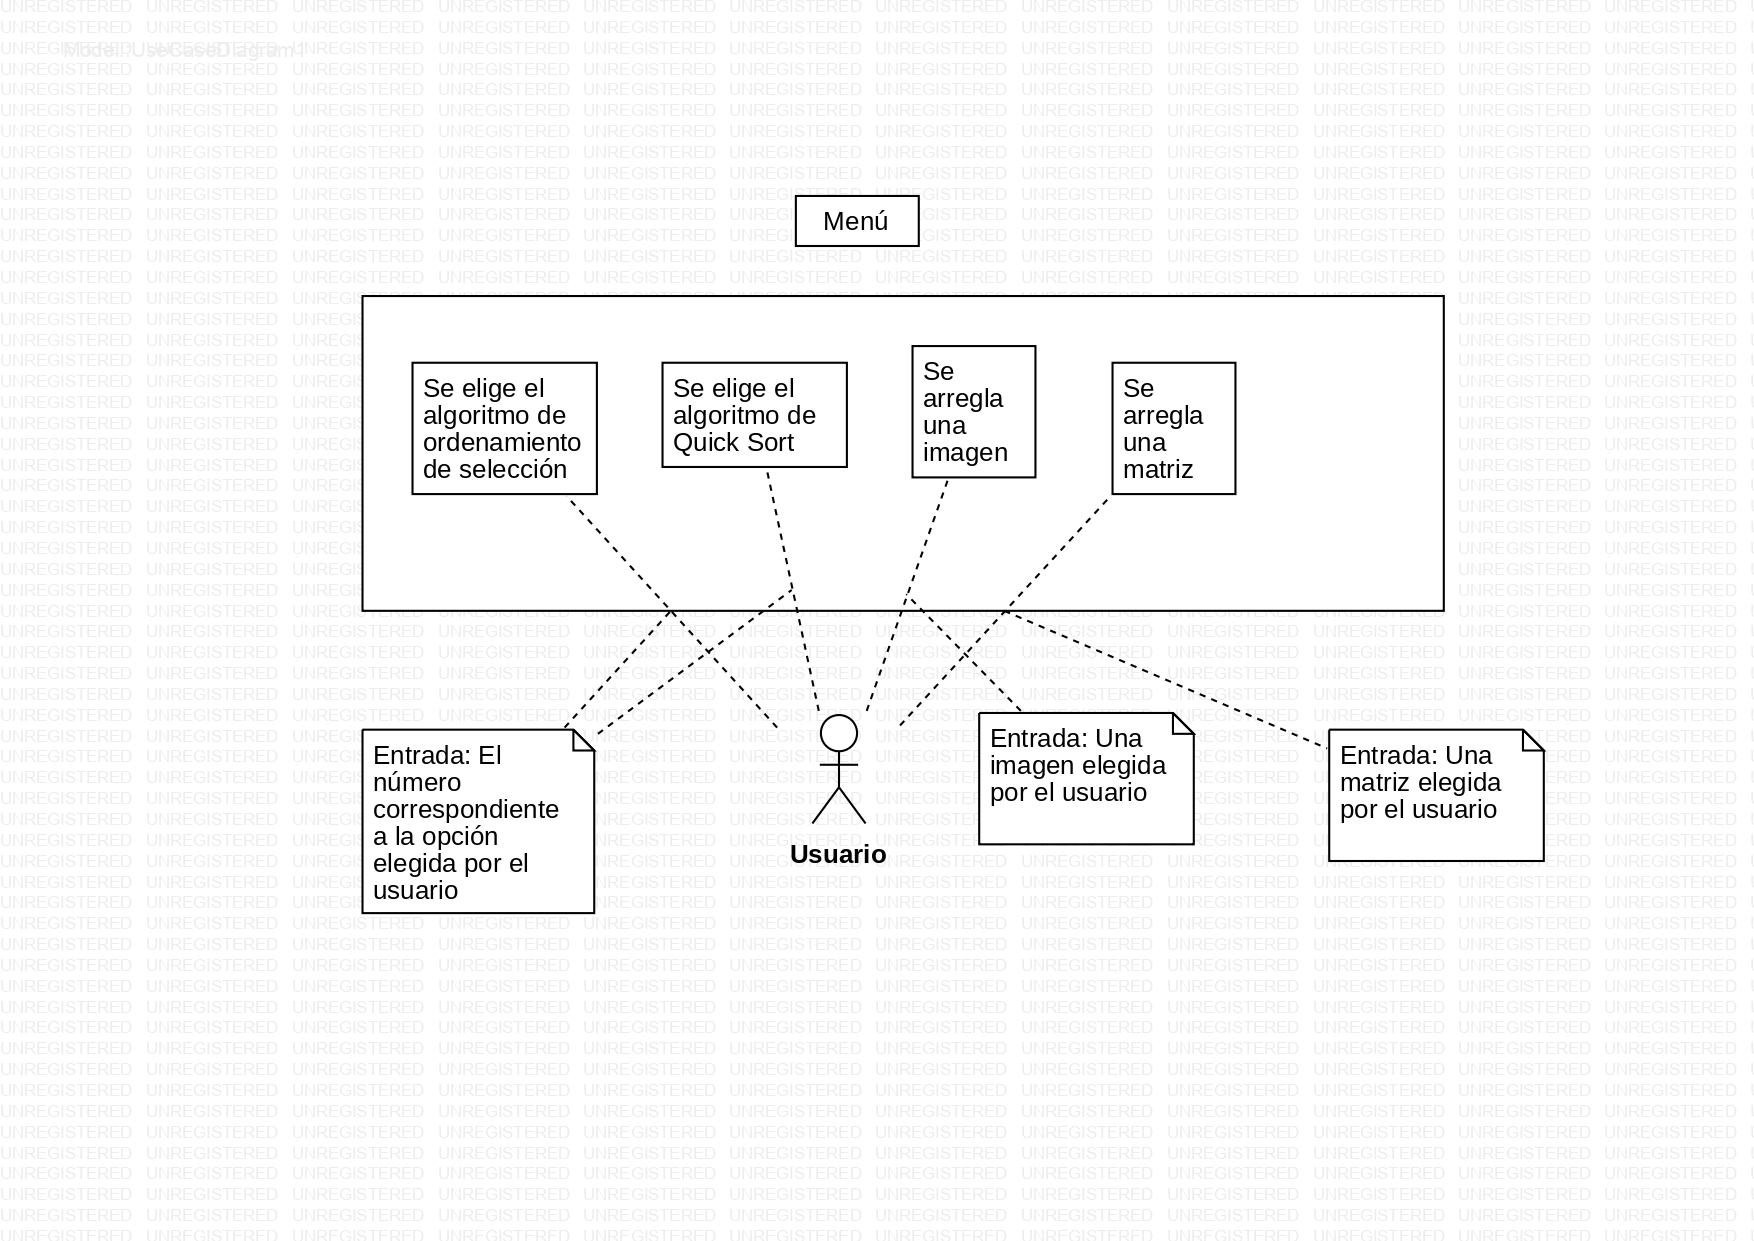 Model::UseCaseDiagram1
Menú
Se elige el
algoritmo de
ordenamiento
de selección
Se elige el
algoritmo de
Quick Sort
Se
arregla
una
imagen
Se
arregla
una
matriz
Entrada: El
número
correspondiente
a la opción
elegida por el
usuario
Usuario
Entrada: Una
imagen elegida
por el usuario
Entrada: Una
matriz elegida
por el usuario
UNREGISTERED